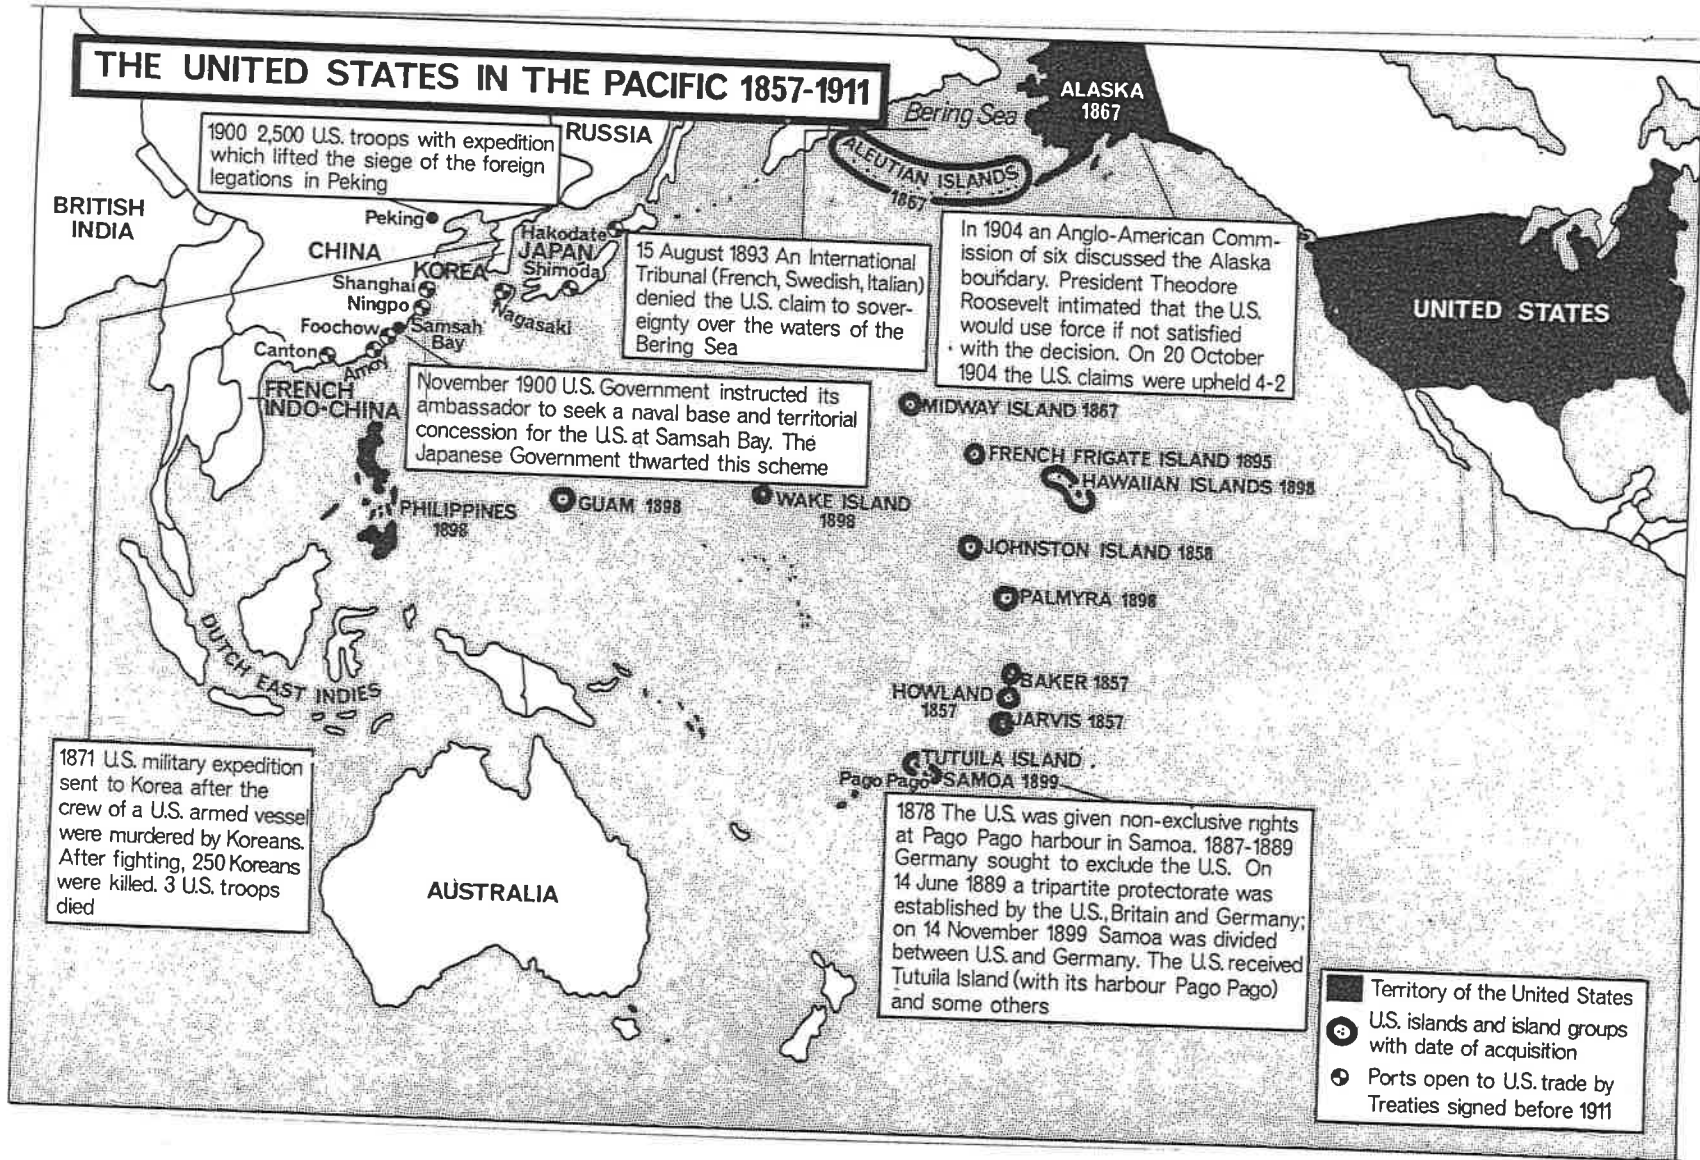 THE UNITED STATES IN THE PACIFIC 1857-1911
1900 2,500 U.S. troops with expedition
which lifted the siege of the foreign
legations in Peking
RUSSIA
Bering Sea
ALASKA
1867
ALEUTIAN ISLANDS
1867
BRITISH
INDIA
Peking
CHINA
Hakodate
JAPAN
KOREA
Shimoda
Shanghai
Ningpo
Nagasaki
Foochow
Samsah
Bay
Canton
Amoy
FRENCH
INDO-CHINA
15 August 1893 An International
Tribunal (French, Swedish, Italian)
denied the U.S. claim to sover-
eignty over the waters of the
Bering Sea
In 1904 an Anglo-American Comm-
ission of six discussed the Alaska
boundary. President Theodore
Roosevelt intimated that the U.S.
would use force if not satisfied
with the decision. On 20 October
1904 the U.S. claims were upheld 4-2
UNITED STATES
November 1900 U.S. Government instructed its
ambassador to seek a naval base and territorial
concession for the U.S. at Samsah Bay. The
Japanese Government thwarted this scheme
MIDWAY ISLAND 1867
FRENCH FRIGATE ISLAND 1895
HAWAIIAN ISLANDS 1898
PHILIPPINES
1898
GUAM 1898
WAKE ISLAND
1898
JOHNSTON ISLAND 1858
PALMYRA 1898
DUTCH EAST INDIES
BAKER 1857
HOWLAND
1857
JARVIS 1857
TUTUILA ISLAND
Pago Pago SAMOA 1899
1871 U.S. military expedition
sent to Korea after the
crew of a U.S. armed vessel
were murdered by Koreans.
After fighting, 250 Koreans
were killed. 3 U.S. troops
died
AUSTRALIA
1878 The U.S. was given non-exclusive rights
at Pago Pago harbour in Samoa. 1887-1889
Germany sought to exclude the U.S. On
14 June 1889 a tripartite protectorate was
established by the U.S., Britain and Germany;
on 14 November 1899 Samoa was divided
between U.S. and Germany. The U.S. received
Tutuila Island (with its harbour Pago Pago)
and some others
Territory of the United States
U.S. islands and island groups
with date of acquisition
Ports open to U.S. trade by
Treaties signed before 1911